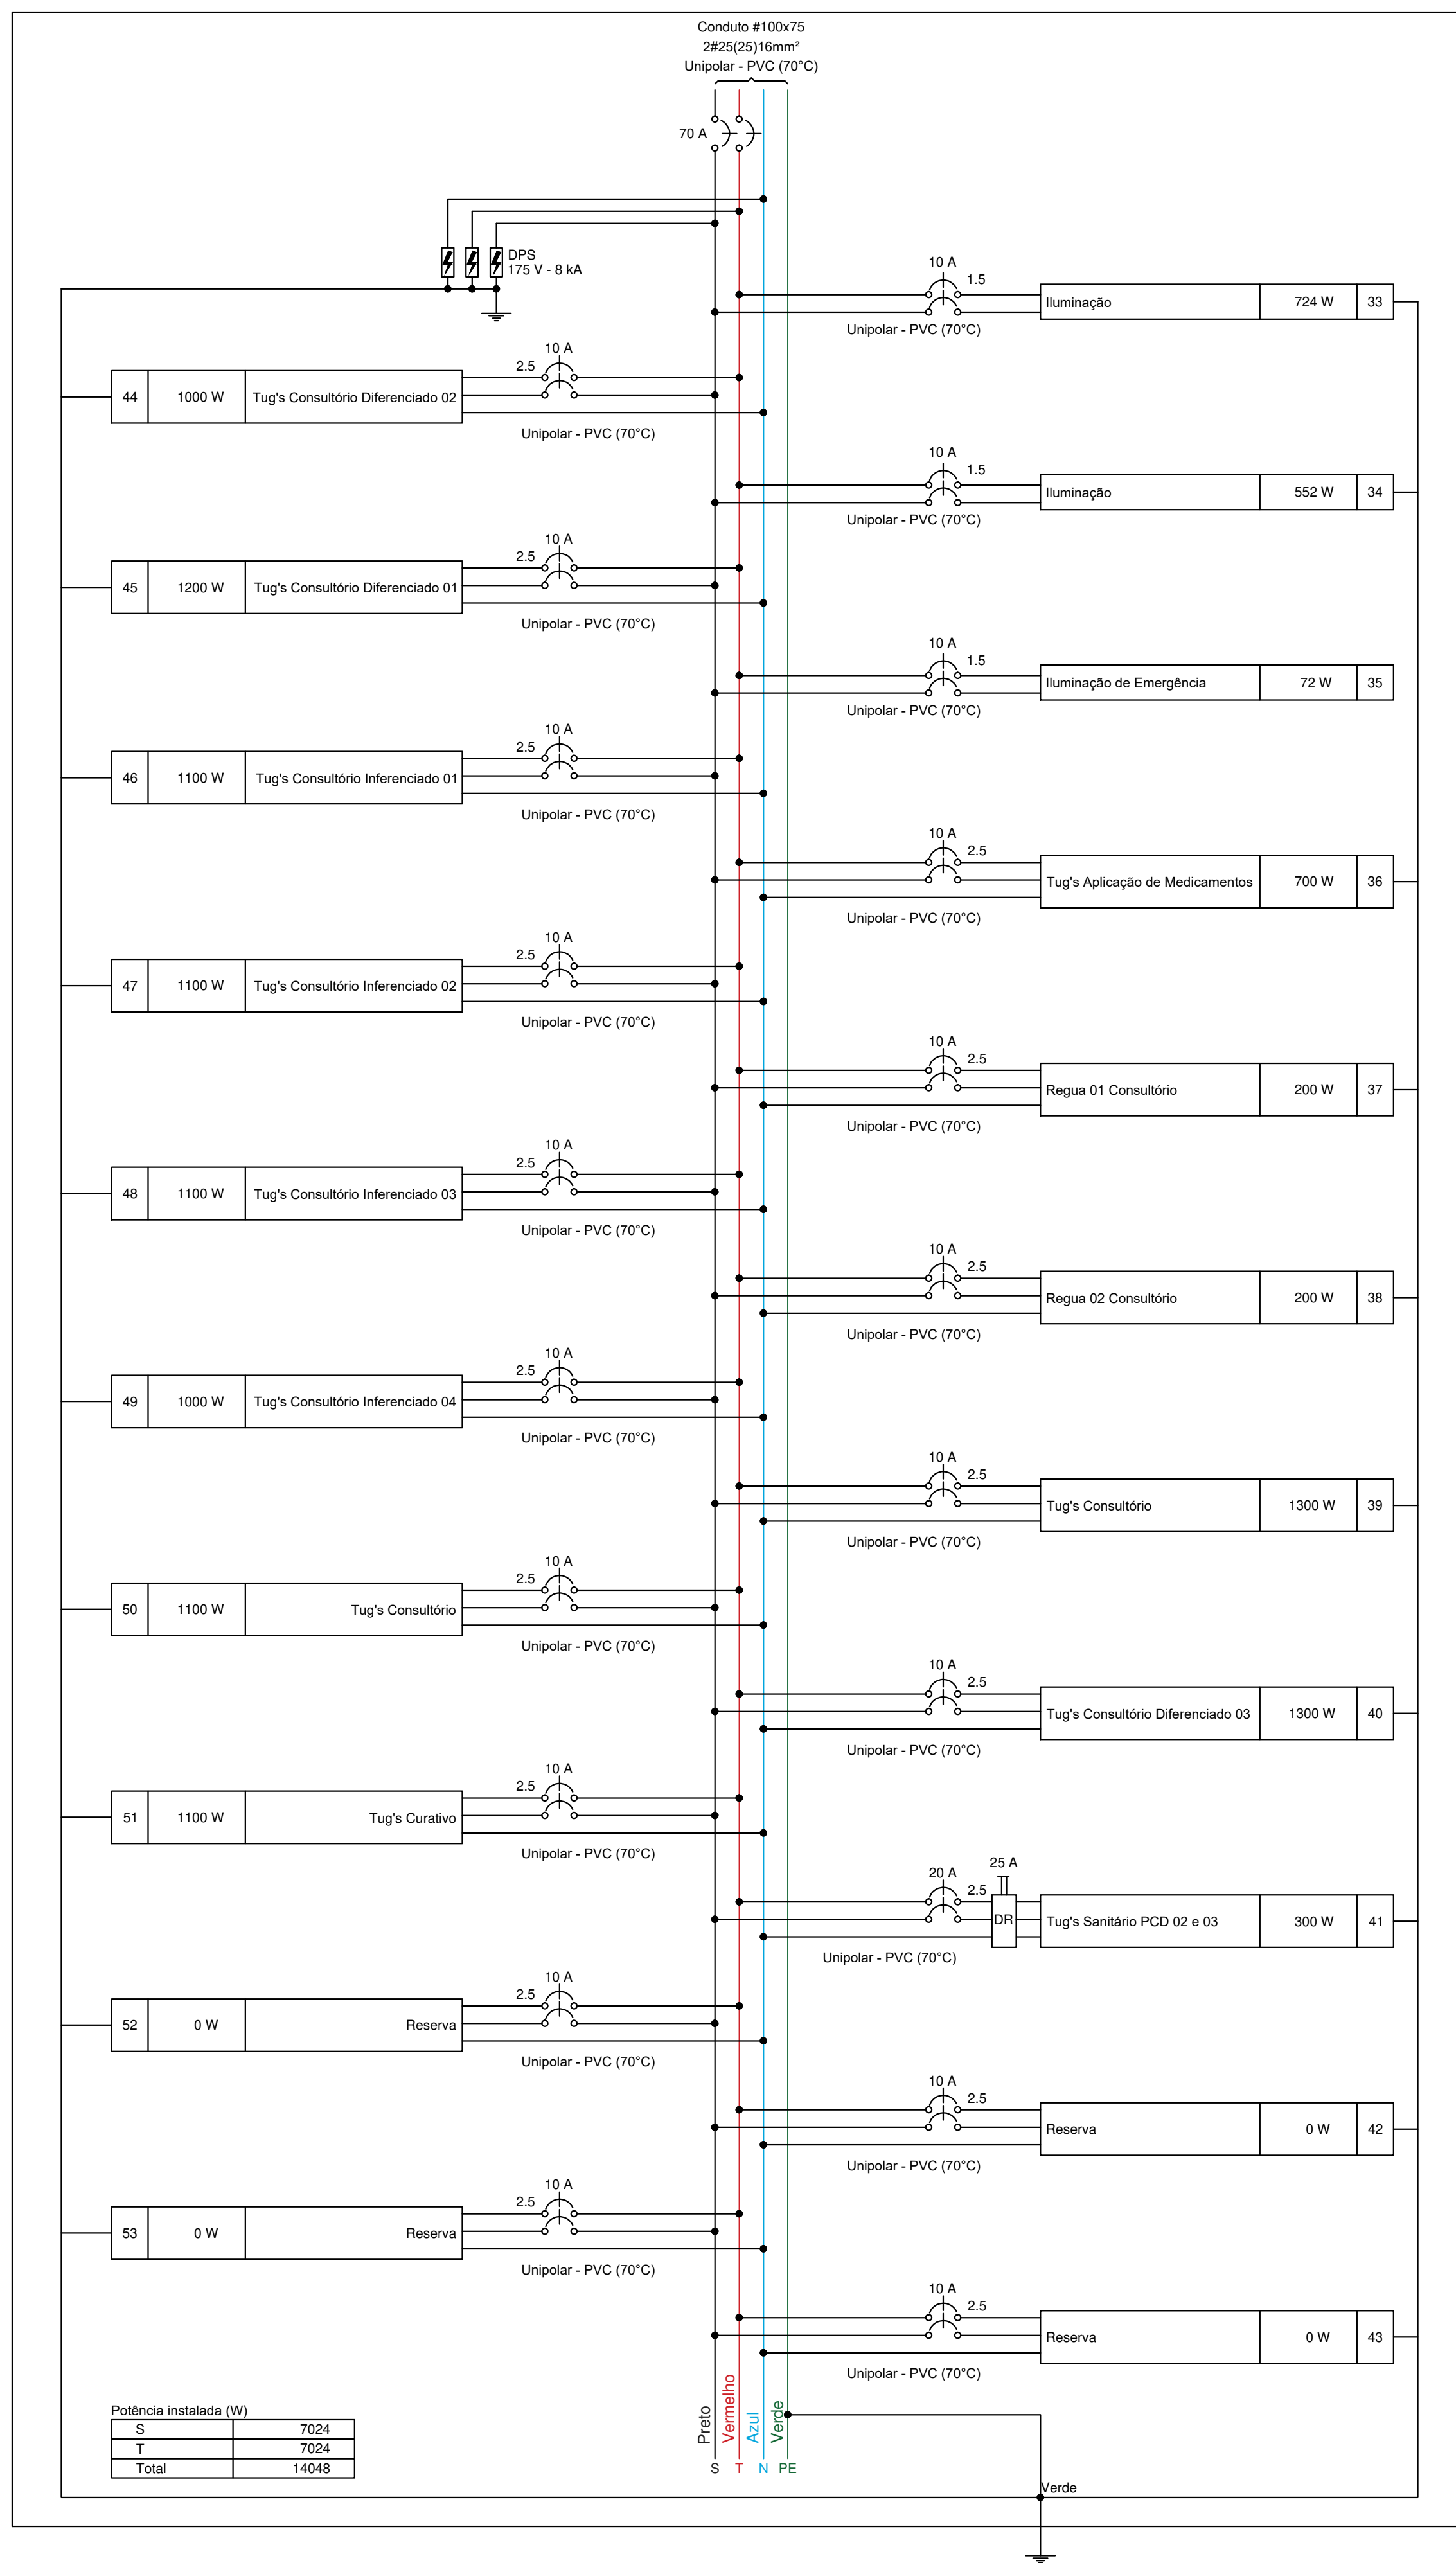 Conduto #100x75
2#25(25)16mm²
Unipolar - PVC (70°C)
70 A
DPS
175 V - 8 kA
10 A
1.5
Iluminação 724 W 33
Unipolar - PVC (70°C)
10 A
2.5
44 1000 W Tug's Consultório Diferenciado 02
Unipolar - PVC (70°C)
10 A
1.5
Iluminação 552 W 34
Unipolar - PVC (70°C)
10 A
2.5
45 1200 W Tug's Consultório Diferenciado 01
Unipolar - PVC (70°C)
10 A
1.5
Iluminação de Emergência 72 W 35
Unipolar - PVC (70°C)
10 A
2.5
46 1100 W Tug's Consultório Inferenciado 01
Unipolar - PVC (70°C)
10 A
2.5
Tug's Aplicação de Medicamentos 700 W 36
Unipolar - PVC (70°C)
10 A
2.5
47 1100 W Tug's Consultório Inferenciado 02
Unipolar - PVC (70°C)
10 A
2.5
Regua 01 Consultório 200 W 37
Unipolar - PVC (70°C)
10 A
2.5
48 1100 W Tug's Consultório Inferenciado 03
Unipolar - PVC (70°C)
10 A
2.5
Regua 02 Consultório 200 W 38
Unipolar - PVC (70°C)
10 A
2.5
49 1000 W Tug's Consultório Inferenciado 04
Unipolar - PVC (70°C)
10 A
2.5
Tug's Consultório 1300 W 39
Unipolar - PVC (70°C)
10 A
2.5
50 1100 W Tug's Consultório
Unipolar - PVC (70°C)
10 A
2.5
Tug's Consultório Diferenciado 03 1300 W 40
Unipolar - PVC (70°C)
10 A
2.5
51 1100 W Tug's Curativo
Unipolar - PVC (70°C)
20 A
25 A
2.5
DR
Tug's Sanitário PCD 02 e 03 300 W 41
Unipolar - PVC (70°C)
10 A
2.5
52 0 W Reserva
Unipolar - PVC (70°C)
10 A
2.5
Reserva 0 W 42
Unipolar - PVC (70°C)
10 A
2.5
53 0 W Reserva
Unipolar - PVC (70°C)
10 A
2.5
Reserva 0 W 43
Unipolar - PVC (70°C)
Potência instalada (W)
S 7024
T 7024
Total 14048
Preto
Vermelho
Azul
Verde
S T N PE
Verde